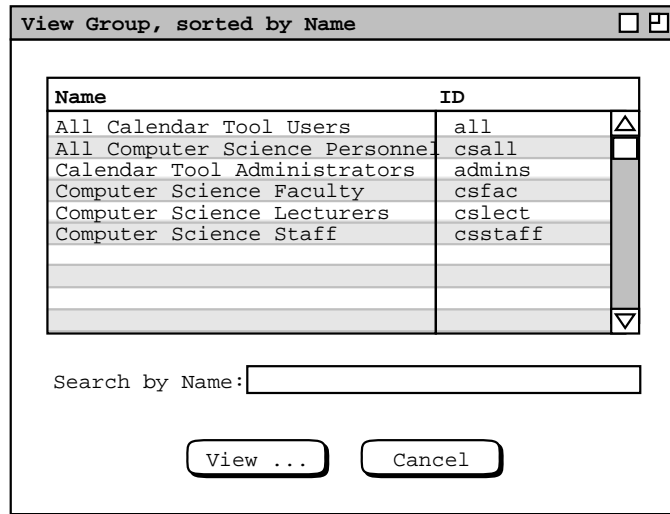 View Group, sorted by Name
Name ID
All Calendar Tool Users all
All Computer Science Personnel csall
Calendar Tool Administrators admins
Computer Science Faculty csfac
Computer Science Lecturers cslect
Computer Science Staff csstaff
Search by Name:
View ... Cancel